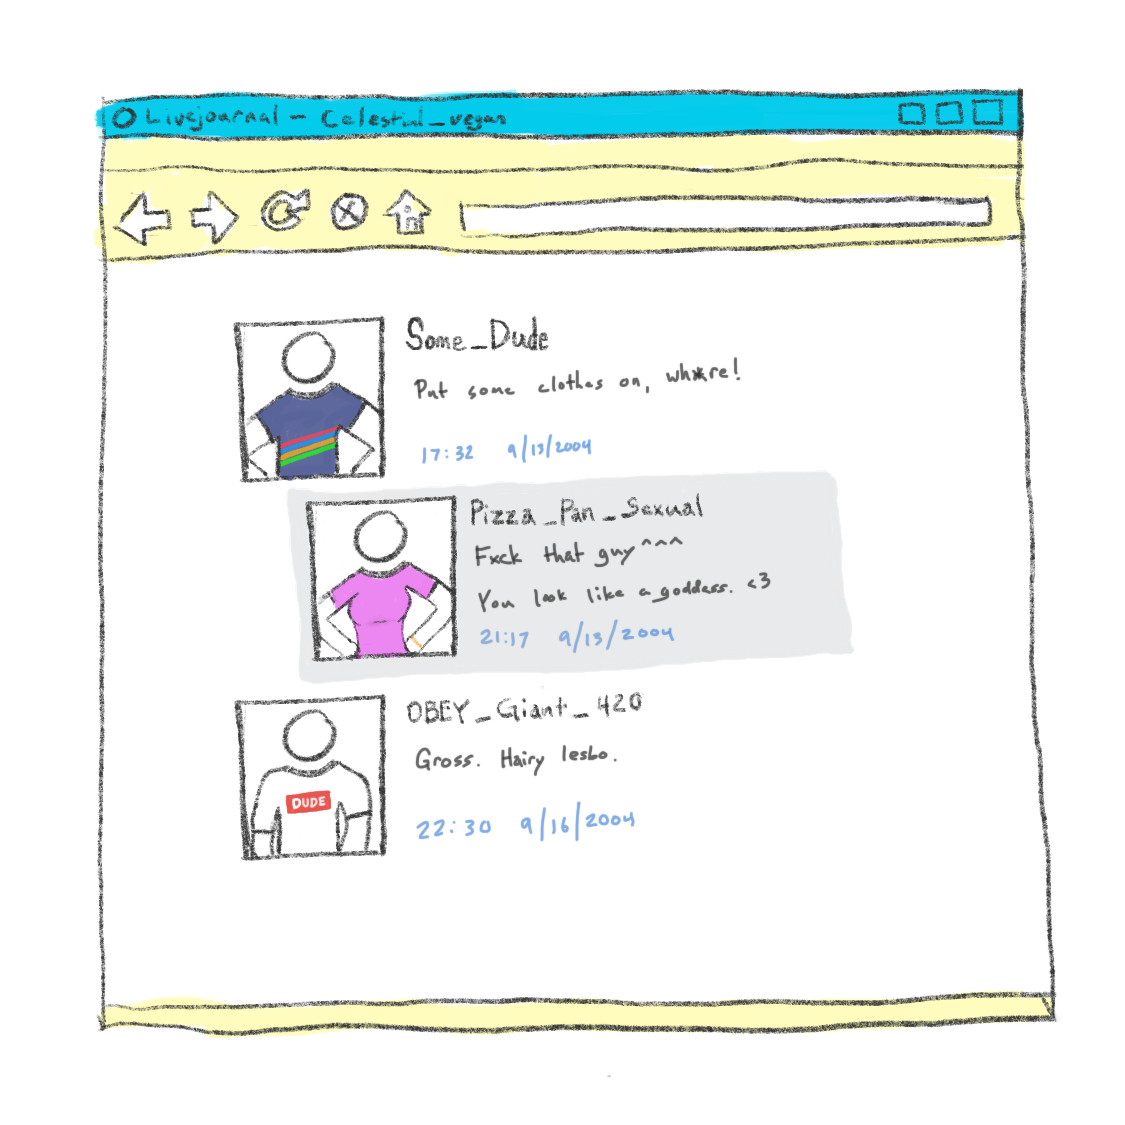 Livejournal - Celestial_vegan
Some_Dude
Put some clothes on, wh*re!
17:32 9/13/2004
Pizza_Pan_Sexual
Fxck that guy ^^^
You look like a goddess. <3
21:17 9/13/2004
OBEY_Giant_420
Gross. Hairy lesbo.
DUDE
22:30 9/16/2004